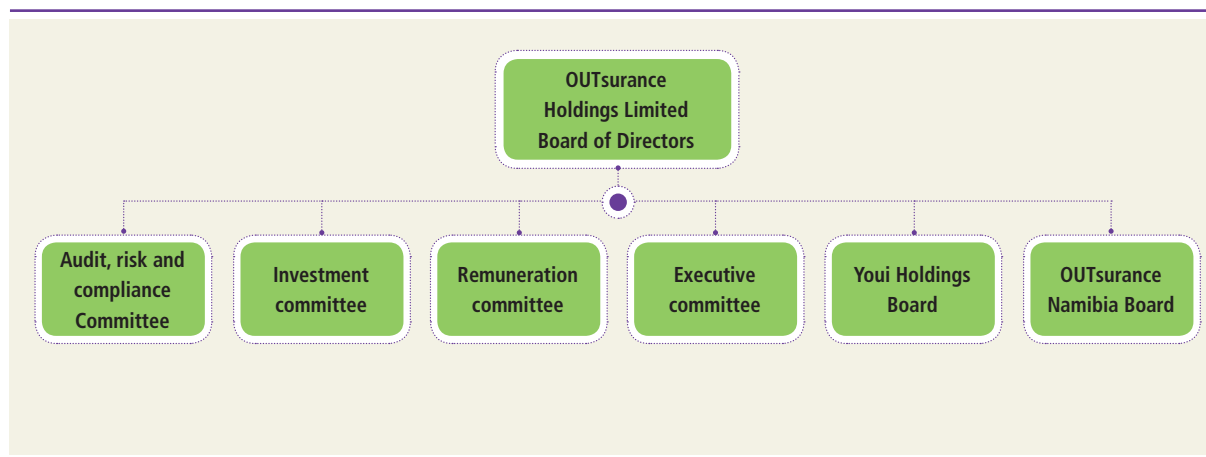 OUTsurance
Holdings Limited
Board of Directors
Audit, risk and
compliance
Committee
Investment
committee
Remuneration
committee
Executive
committee
Youi Holdings
Board
OUTsurance
Namibia Board